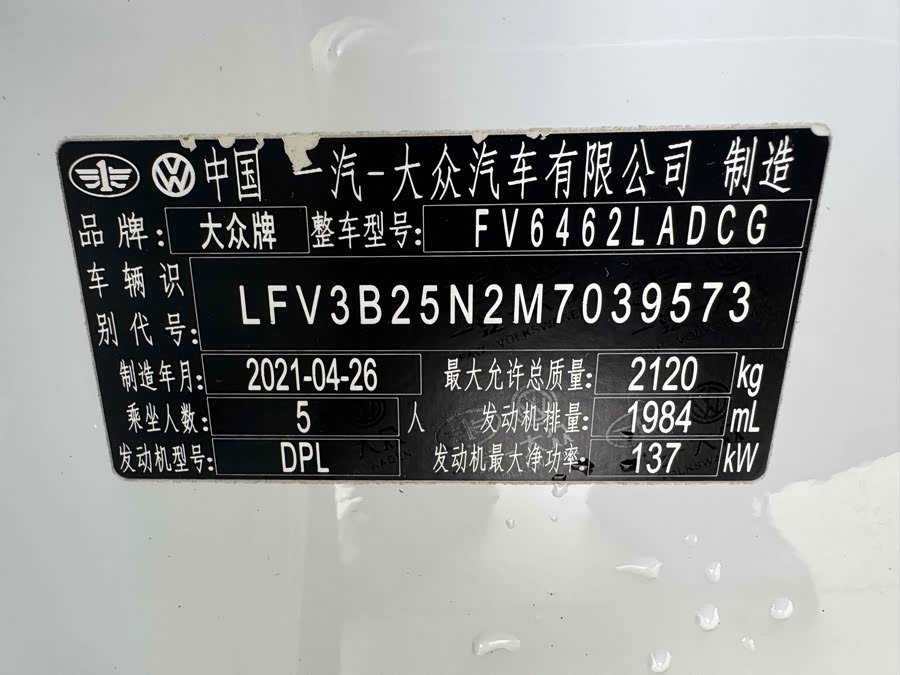 中国 一汽-大众汽车有限公司 制造
品牌: 大众牌 整车型号: FV6462LADCG
车辆识别代号: LFV3B25N2M7039573
制造年月: 2021-04-26 最大允许总质量: 2120 kg
乘坐人数: 5 人 发动机排量: 1984 mL
发动机型号: DPL 发动机最大净功率: 137 kW